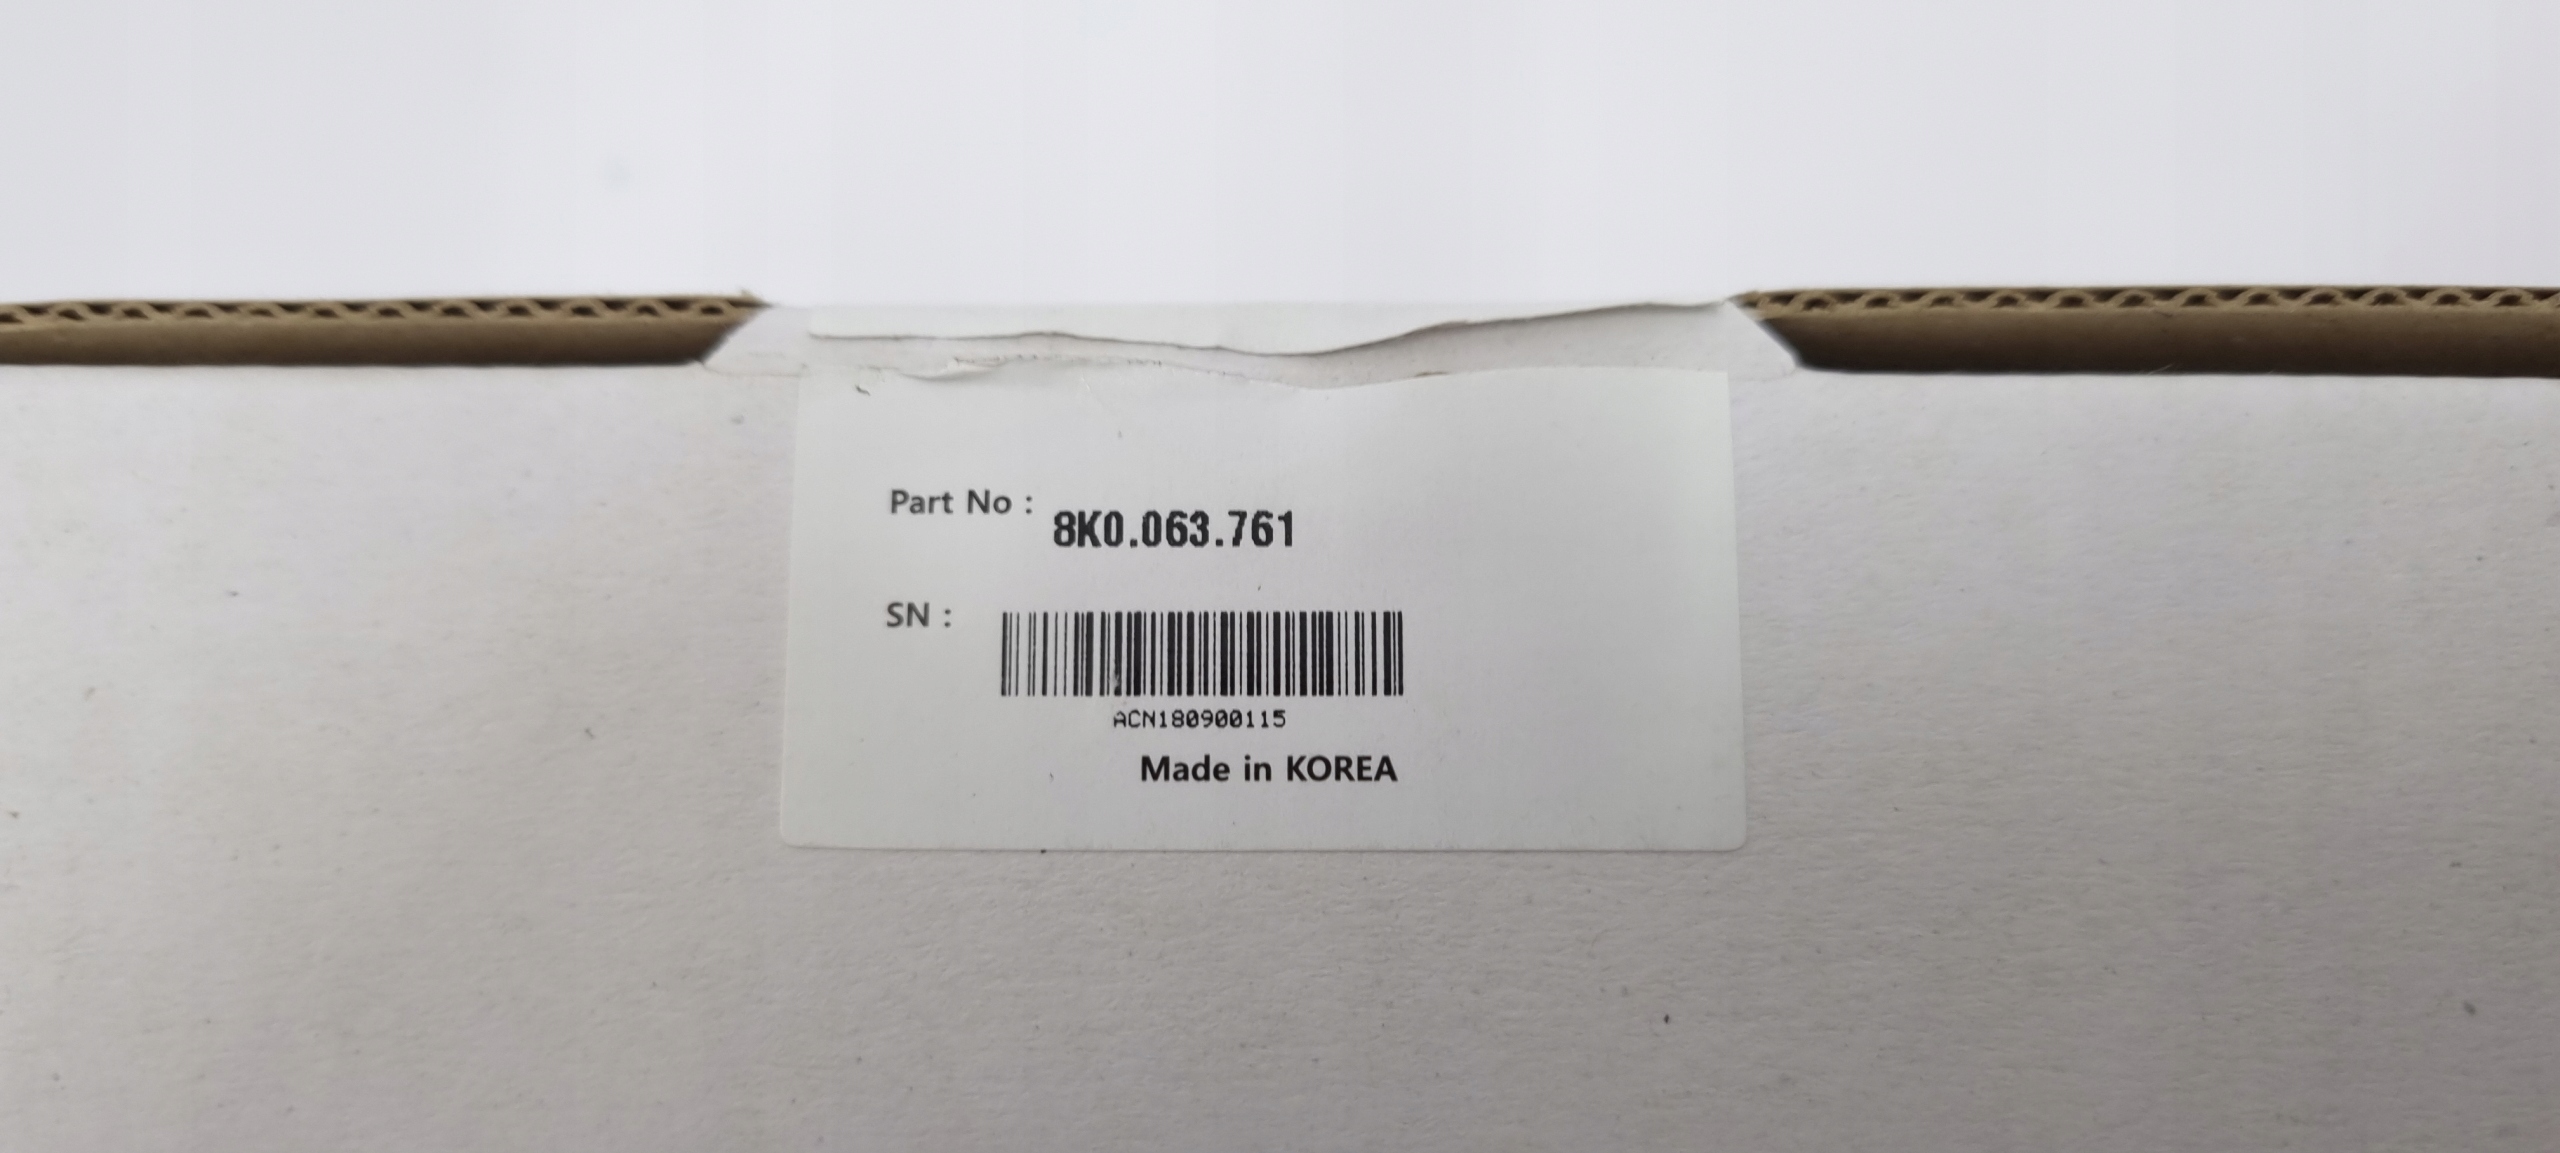 Part No : 8K0.063.761
SN :
ACN180900115
Made in KOREA